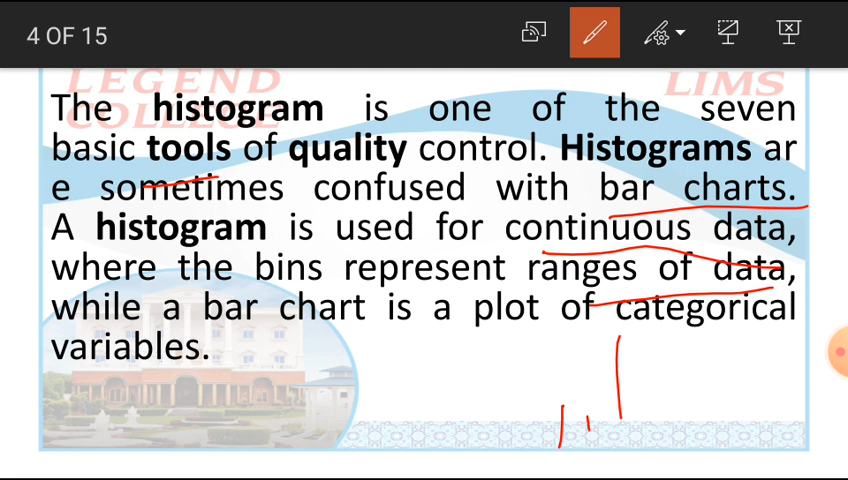 4 OF 15
LEGEND
COLLEGE
LIMS
The histogram is one of the seven
basic tools of quality control. Histograms ar
e sometimes confused with bar charts.
A histogram is used for continuous data,
where the bins represent ranges of data,
while a bar chart is a plot of categorical
variables.